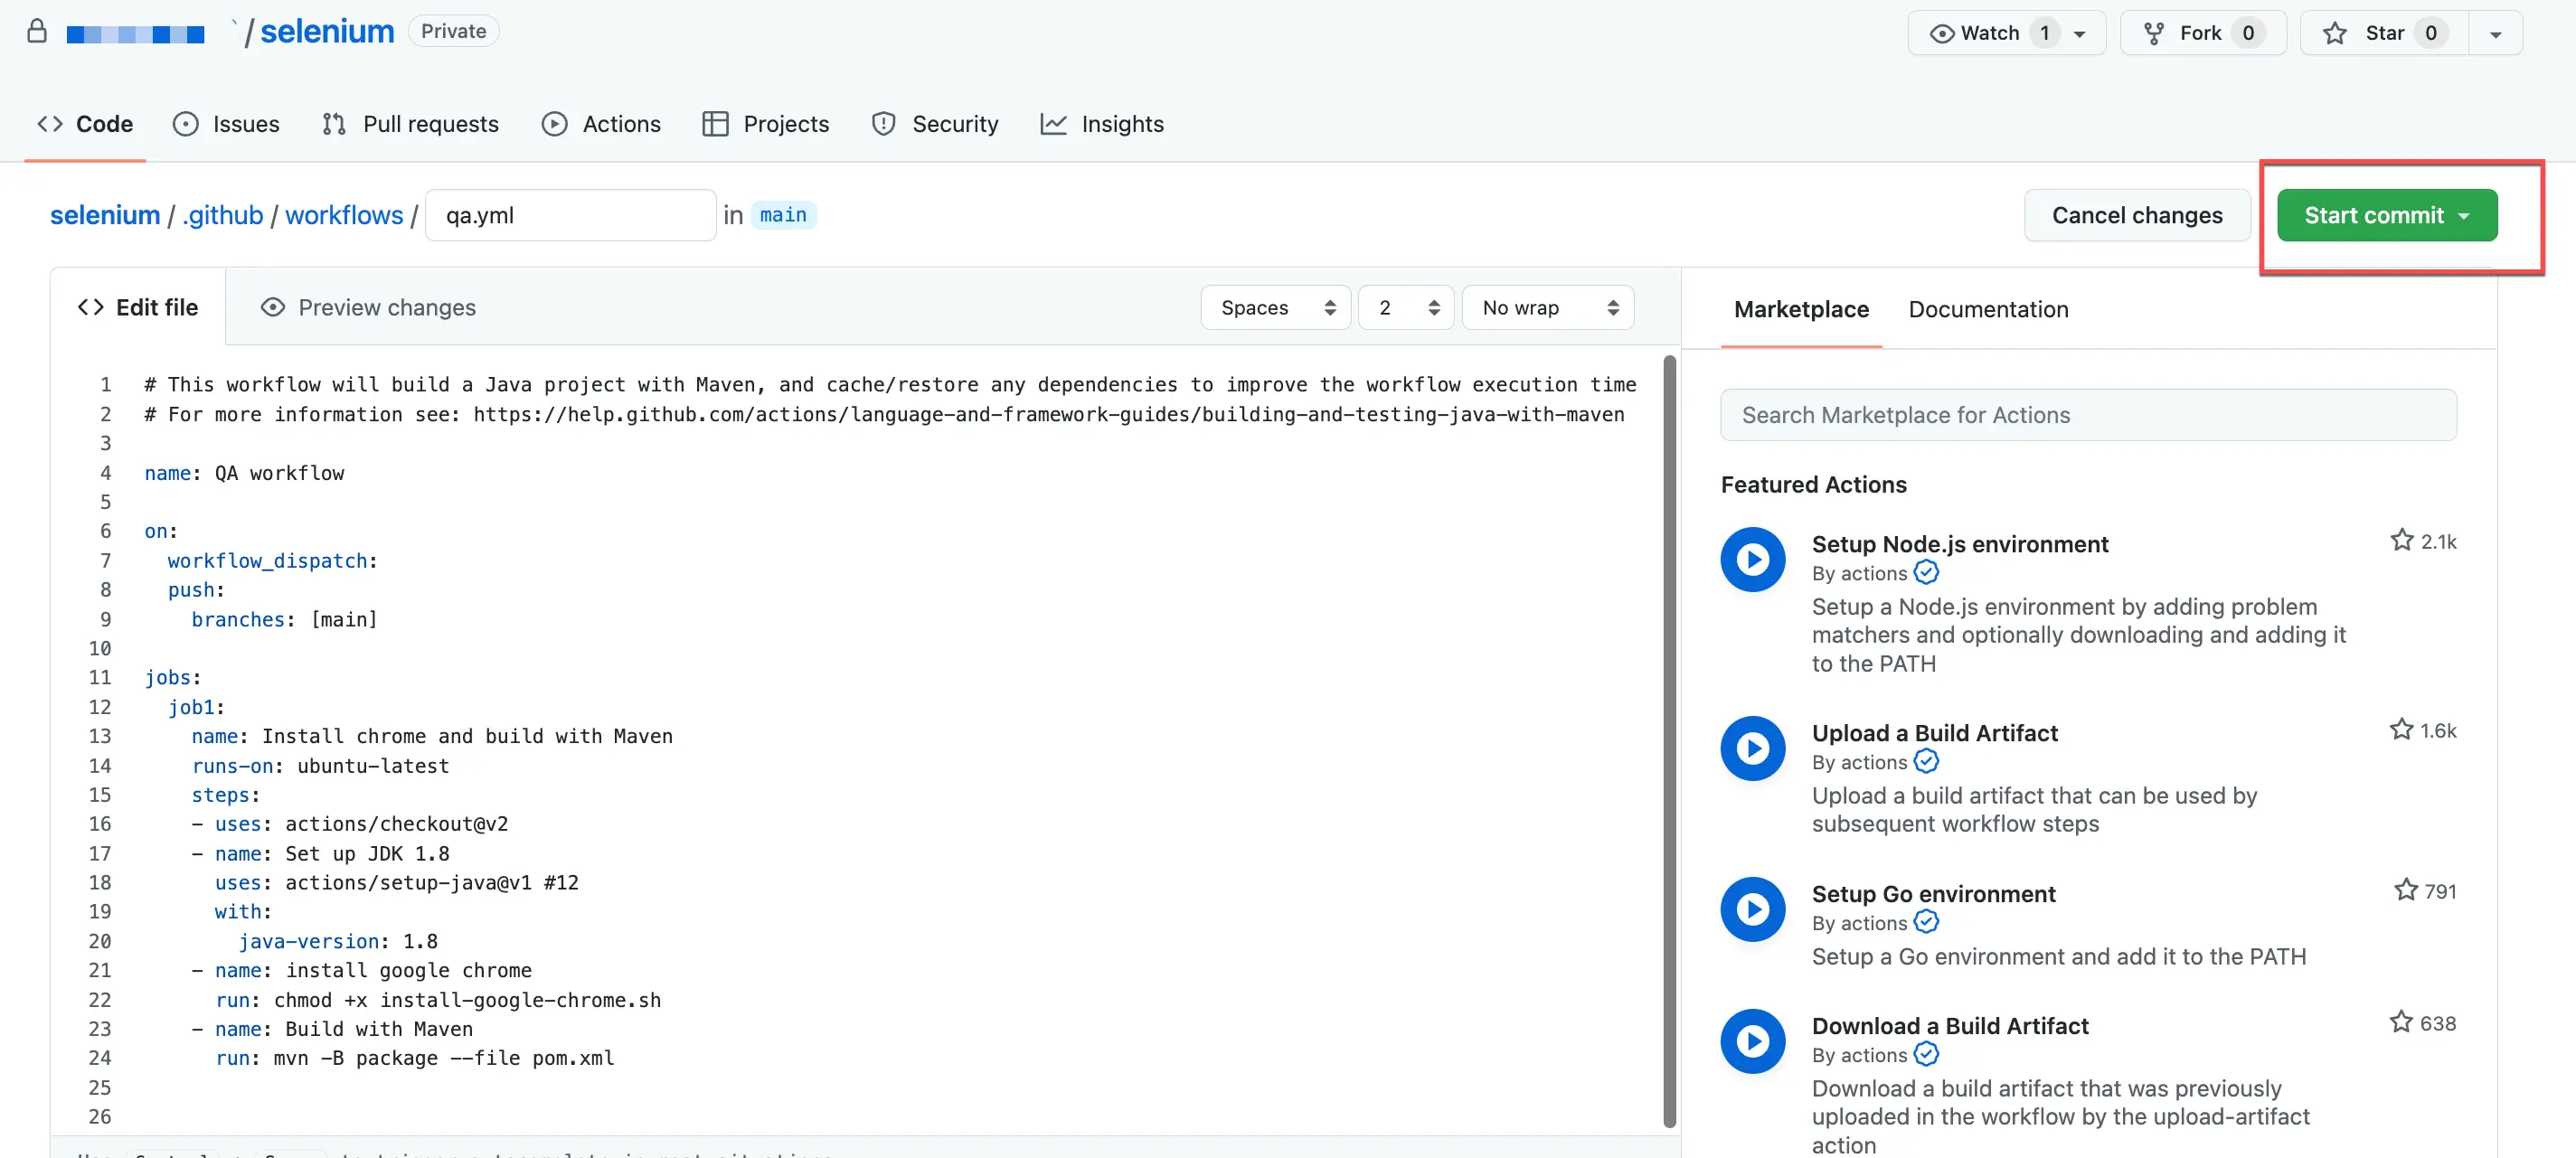 / selenium Private
Watch 1 Fork 0 Star 0
Code Issues Pull requests Actions Projects Security Insights
selenium / .github / workflows / qa.yml in main
Cancel changes Start commit
Edit file Preview changes Spaces 2 No wrap
1 # This workflow will build a Java project with Maven, and cache/restore any dependencies to improve the workflow execution time
2 # For more information see: https://help.github.com/actions/language-and-framework-guides/building-and-testing-java-with-maven
3
4 name: QA workflow
5
6 on:
7   workflow_dispatch:
8   push:
9     branches: [main]
10
11 jobs:
12   job1:
13     name: Install chrome and build with Maven
14     runs-on: ubuntu-latest
15     steps:
16     - uses: actions/checkout@v2
17     - name: Set up JDK 1.8
18       uses: actions/setup-java@v1 #12
19       with:
20         java-version: 1.8
21     - name: install google chrome
22       run: chmod +x install-google-chrome.sh
23     - name: Build with Maven
24       run: mvn -B package --file pom.xml
25
26
Marketplace Documentation
Search Marketplace for Actions
Featured Actions
Setup Node.js environment 2.1k
By actions
Setup a Node.js environment by adding problem
matchers and optionally downloading and adding it
to the PATH
Upload a Build Artifact 1.6k
By actions
Upload a build artifact that can be used by
subsequent workflow steps
Setup Go environment 791
By actions
Setup a Go environment and add it to the PATH
Download a Build Artifact 638
By actions
Download a build artifact that was previously
uploaded in the workflow by the upload-artifact
action